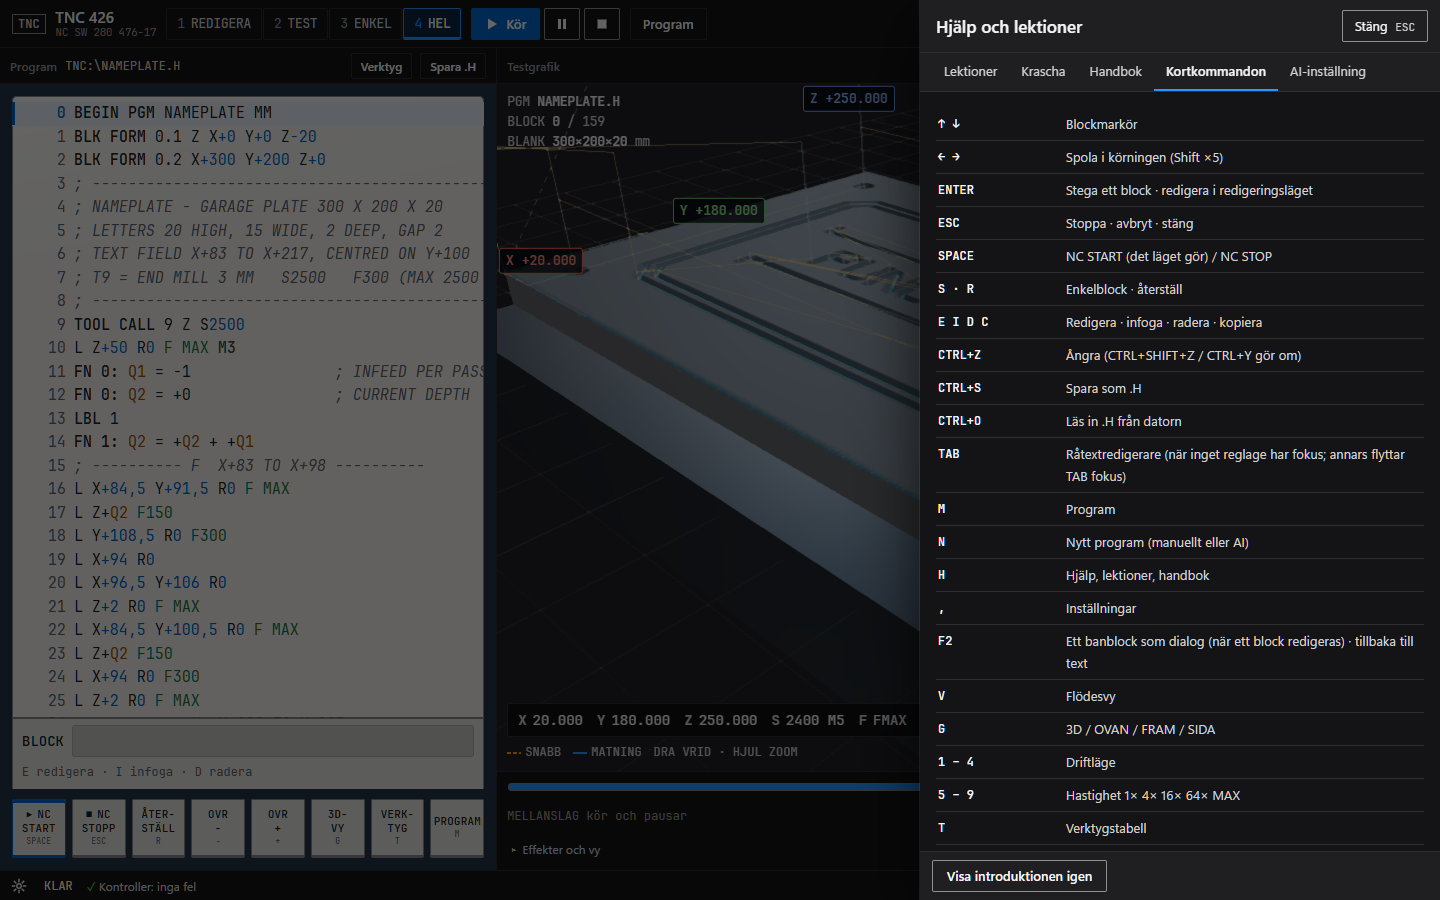 TNC
TNC 426
NC SW 280 476-17
1 REDIGERA
2 TEST
3 ENKEL
4 HEL
Kör
Program
Program TNC:\NAMEPLATE.H
Verktyg
Spara .H
0 BEGIN PGM NAMEPLATE MM
1 BLK FORM 0.1 Z X+0 Y+0 Z-20
2 BLK FORM 0.2 X+300 Y+200 Z+0
3 ; -------------------------------------------
4 ; NAMEPLATE - GARAGE PLATE 300 X 200 X 20
5 ; LETTERS 20 HIGH, 15 WIDE, 2 DEEP, GAP 2
6 ; TEXT FIELD X+83 TO X+217, CENTRED ON Y+100
7 ; T9 = END MILL 3 MM S2500 F300 (MAX 2500
8 ; -------------------------------------------
9 TOOL CALL 9 Z S2500
10 L Z+50 R0 F MAX M3
11 FN 0: Q1 = -1 ; INFEED PER PASS
12 FN 0: Q2 = +0 ; CURRENT DEPTH
13 LBL 1
14 FN 1: Q2 = +Q2 + +Q1
15 ; ---------- F X+83 TO X+98 ----------
16 L X+84,5 Y+91,5 R0 F MAX
17 L Z+Q2 F150
18 L Y+108,5 R0 F300
19 L X+94 R0
20 L X+96,5 Y+106 R0
21 L Z+2 R0 F MAX
22 L X+84,5 Y+100,5 R0 F MAX
23 L Z+Q2 F150
24 L X+94 R0 F300
25 L Z+2 R0 F MAX
BLOCK
E redigera · I infoga · D radera
▶ NC START SPACE
■ NC STOPP ESC
ÅTER-STÄLL R
OVR - -
OVR + +
3D-VY G
VERK-TYG T
PROGRAM M
KLAR
✓ Kontroller: inga fel
Testgrafik
PGM NAMEPLATE.H
BLOCK 0 / 159
BLANK 300×200×20 mm
Z +250.000
Y +180.000
X +20.000
X 20.000 Y 180.000 Z 250.000 S 2400 M5 F FMAX
SNABB MATNING DRA VRID · HJUL ZOOM
MELLANSLAG kör och pausar
▸ Effekter och vy
Hjälp och lektioner
Stäng ESC
Lektioner
Krascha
Handbok
Kortkommandon
AI-inställning
↑ ↓ Blockmarkör
← → Spola i körningen (Shift ×5)
ENTER Stega ett block · redigera i redigeringsläget
ESC Stoppa · avbryt · stäng
SPACE NC START (det läget gör) / NC STOP
S · R Enkelblock · återställ
E I D C Redigera · infoga · radera · kopiera
CTRL+Z Ångra (CTRL+SHIFT+Z / CTRL+Y gör om)
CTRL+S Spara som .H
CTRL+O Läs in .H från datorn
TAB Råtextredigerare (när inget reglage har fokus; annars flyttar
TAB fokus)
M Program
N Nytt program (manuellt eller AI)
H Hjälp, lektioner, handbok
, Inställningar
F2 Ett banblock som dialog (när ett block redigeras) · tillbaka till
text
V Flödesvy
G 3D / OVAN / FRAM / SIDA
1 – 4 Driftläge
5 – 9 Hastighet 1× 4× 16× 64× MAX
T Verktygstabell
Visa introduktionen igen